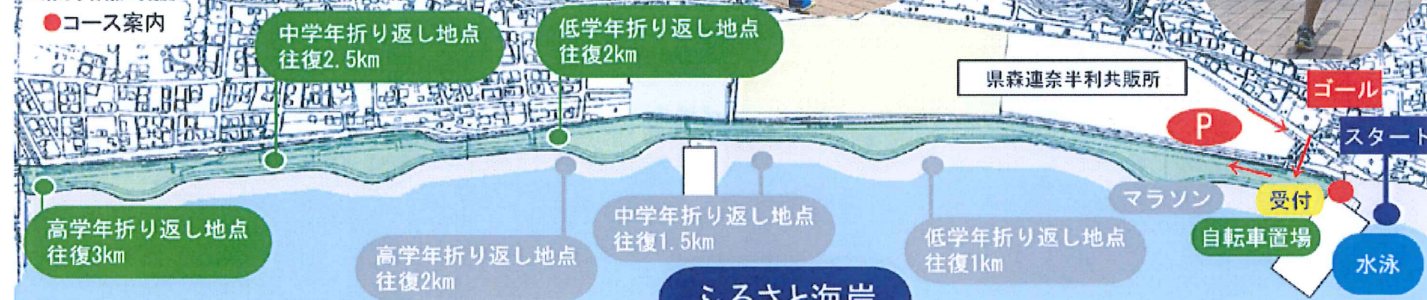 ●コース案内
中学年折り返し地点
往復2.5km
低学年折り返し地点
往復2km
県森連奈半利共販所
ゴール
P
スタート
高学年折り返し地点
往復3km
高学年折り返し地点
往復2km
中学年折り返し地点
往復1.5km
低学年折り返し地点
往復1km
マラソン
受付
自転車置場
水泳
ふるさと海岸